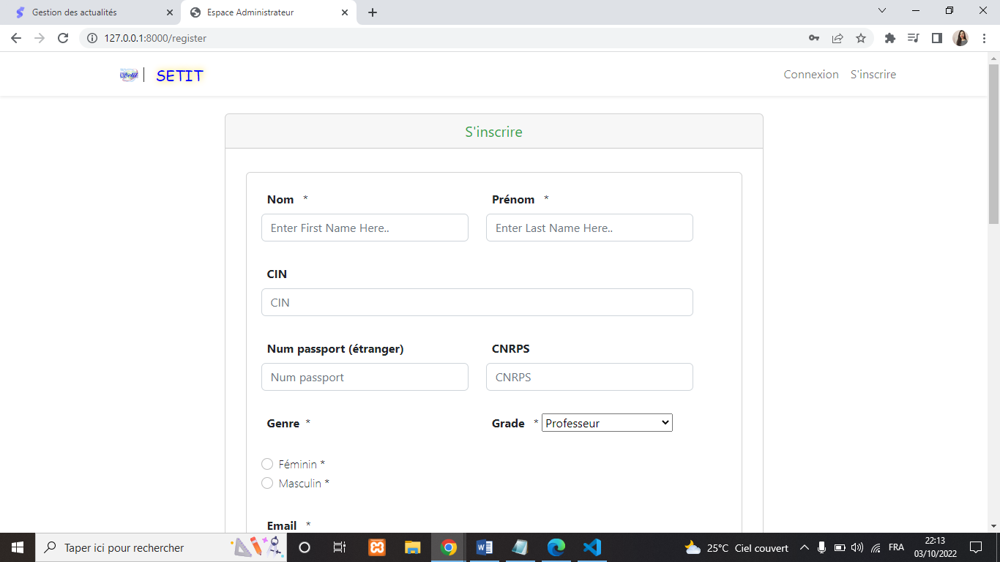 Gestion des actualités
Espace Administrateur
127.0.0.1:8000/register
Setit
SETIT
Connexion
S'inscrire
S'inscrire
Nom *
Prénom *
Enter First Name Here..
Enter Last Name Here..
CIN
CIN
Num passport (étranger)
CNRPS
Num passport
CNRPS
Genre *
Grade * Professeur
Féminin *
Masculin *
Email *
Taper ici pour rechercher
25°C Ciel couvert
FRA
22:13
03/10/2022